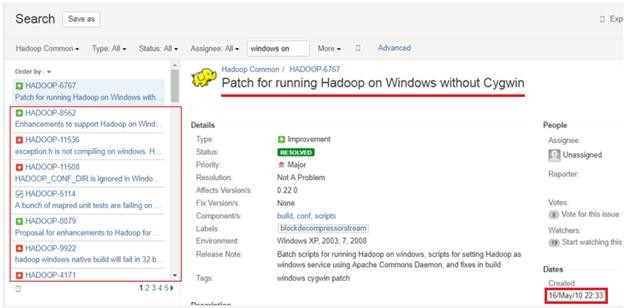 Search Save as
Exp
Hadoop Common Type: All Status: All Assignee: All windows on More Advanced
Order by
HADOOP-6767
Patch for running Hadoop on Windows with...
HADOOP-8562
Enhancements to support Hadoop on Wind...
HADOOP-11536
exception.h is not compiling on windows. H...
HADOOP-11508
HADOOP_CONF_DIR is ignored in Windo...
HADOOP-5114
A bunch of mapred unit tests are failing on ...
HADOOP-8079
Proposal for enhancements to Hadoop for ...
HADOOP-9922
hadoop windows native build will fail in 32 b...
HADOOP-4171
1 2 3 4 5
Hadoop Common / HADOOP-6767
Patch for running Hadoop on Windows without Cygwin
Details
Type: Improvement
Status: RESOLVED
Priority: Major
Resolution: Not A Problem
Affects Version/s: 0.22.0
Fix Version/s: None
Component/s: build, conf, scripts
Labels: blockdecompressorstream
Environment: Windows XP, 2003, 7, 2008
Release Note: Batch scripts for running Hadoop on windows, scripts for setting Hadoop as
windows service using Apache Commons Daemon, and fixes in build
Tags: windows cygwin patch
Description
People
Assignee:
Unassigned
Reporter:
Votes:
0 Vote for this issue
Watchers:
19 Start watching this
Dates
Created:
16/May/10 22:33